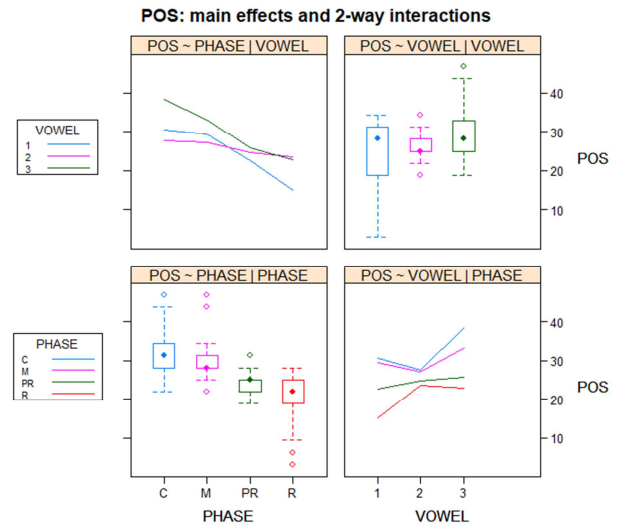 POS: main effects and 2-way interactions
POS ~ PHASE | VOWEL
POS ~ VOWEL | VOWEL
VOWEL
1
2
3
40
30
20
10
POS
POS ~ PHASE | PHASE
POS ~ VOWEL | PHASE
PHASE
C
M
PR
R
40
30
20
10
POS
C M PR R
1 2 3
PHASE
VOWEL